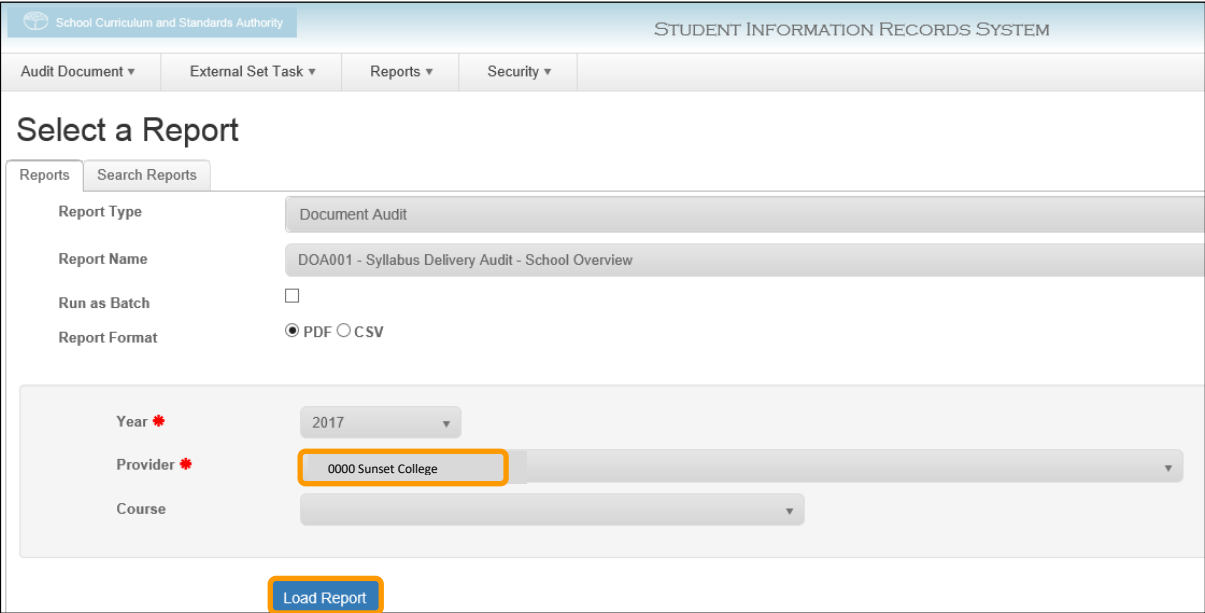 School Curriculum and Standards Authority
STUDENT INFORMATION RECORDS SYSTEM
Audit Document ▾ External Set Task ▾ Reports ▾ Security ▾
Select a Report
Reports Search Reports
Report Type Document Audit
Report Name DOA001 - Syllabus Delivery Audit - School Overview
Run as Batch
Report Format PDF CSV
Year * 2017
Provider * 0000 Sunset College
Course
Load Report